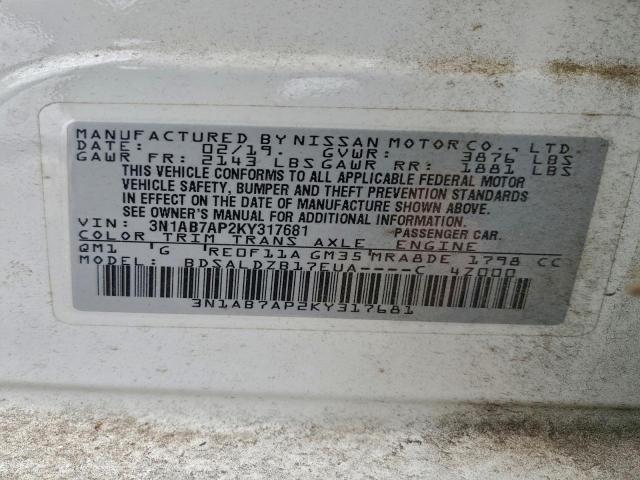 MANUFACTURED BY NISSAN MOTOR CO., LTD.
DATE: 02/19. GVWR: 3876 LBS
GAWR FR: 2143 LBS GAWR RR: 1881 LBS
THIS VEHICLE CONFORMS TO ALL APPLICABLE FEDERAL MOTOR
VEHICLE SAFETY, BUMPER AND THEFT PREVENTION STANDARDS
IN EFFECT ON THE DATE OF MANUFACTURE SHOWN ABOVE.
SEE OWNER'S MANUAL FOR ADDITIONAL INFORMATION.
VIN: 3N1AB7AP2KY317681 PASSENGER CAR.
COLOR TRIM TRANS AXLE ENGINE
QM1 'G 'RE0F11A GM35 MRA8DE 1798 CC
MODEL: BDSALDZB17EUA----C 47000
3N1AB7AP2KY317681